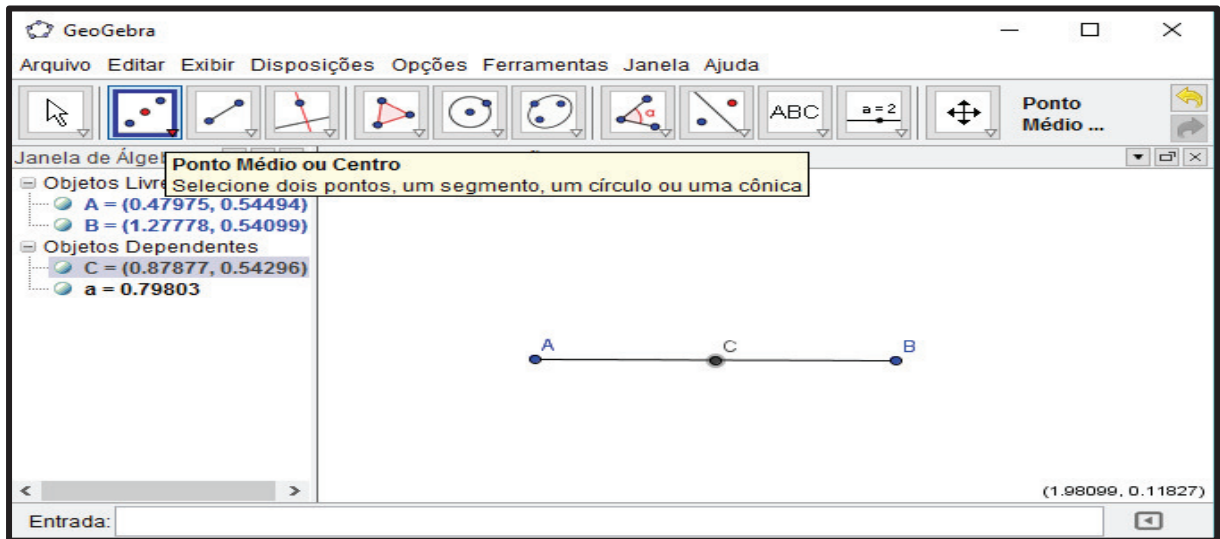 GeoGebra
Arquivo Editar Exibir Disposições Opções Ferramentas Janela Ajuda
ABC
a = 2
Ponto
Médio ...
Janela de Álge
Ponto Médio ou Centro
Selecione dois pontos, um segmento, um círculo ou uma cônica
Objetos Livre
A = (0.47975, 0.54494)
B = (1.27778, 0.54099)
Objetos Dependentes
C = (0.87877, 0.54296)
a = 0.79803
A
C
B
(1.98099, 0.11827)
Entrada: